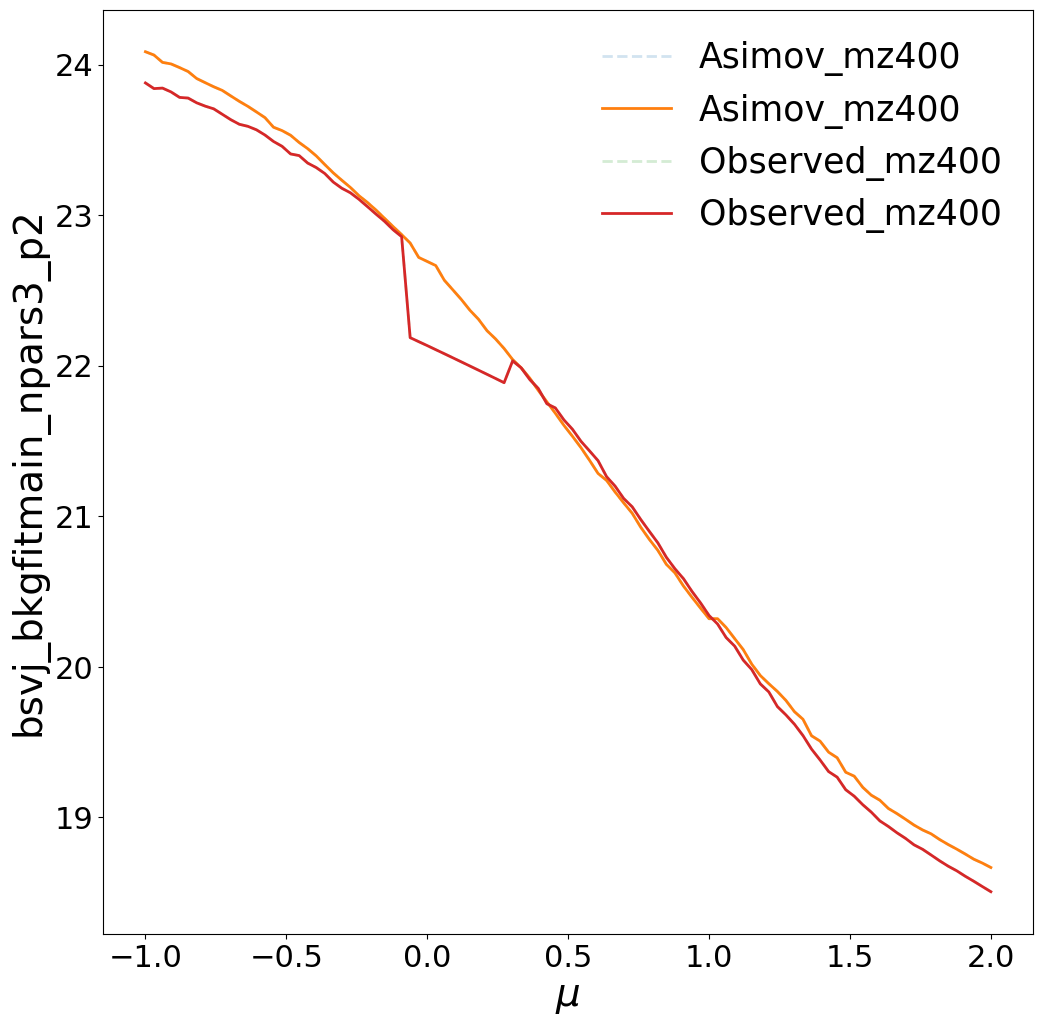 Asimov_mz400
Asimov_mz400
Observed_mz400
Observed_mz400
bsvj_bkgfitmain_npars3_p2
24
23
22
21
20
19
−1.0 −0.5 0.0 0.5 1.0 1.5 2.0
μ